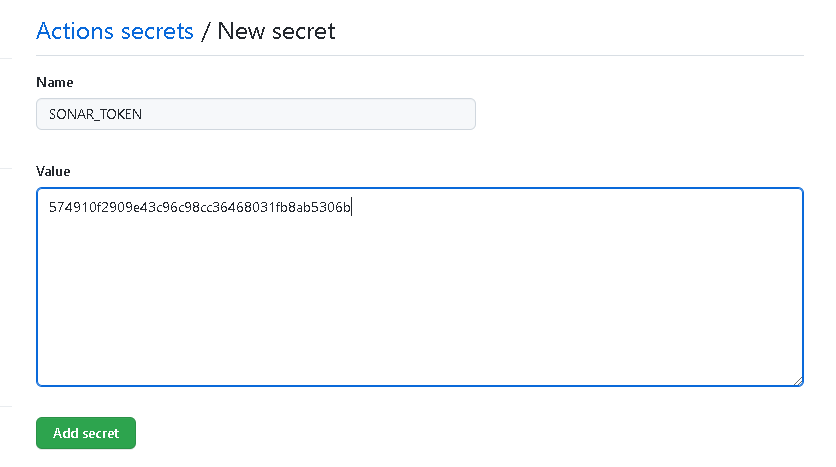 Actions secrets / New secret
Name
SONAR_TOKEN
Value
574910f2909e43c96c98cc36468031fb8ab5306b
Add secret